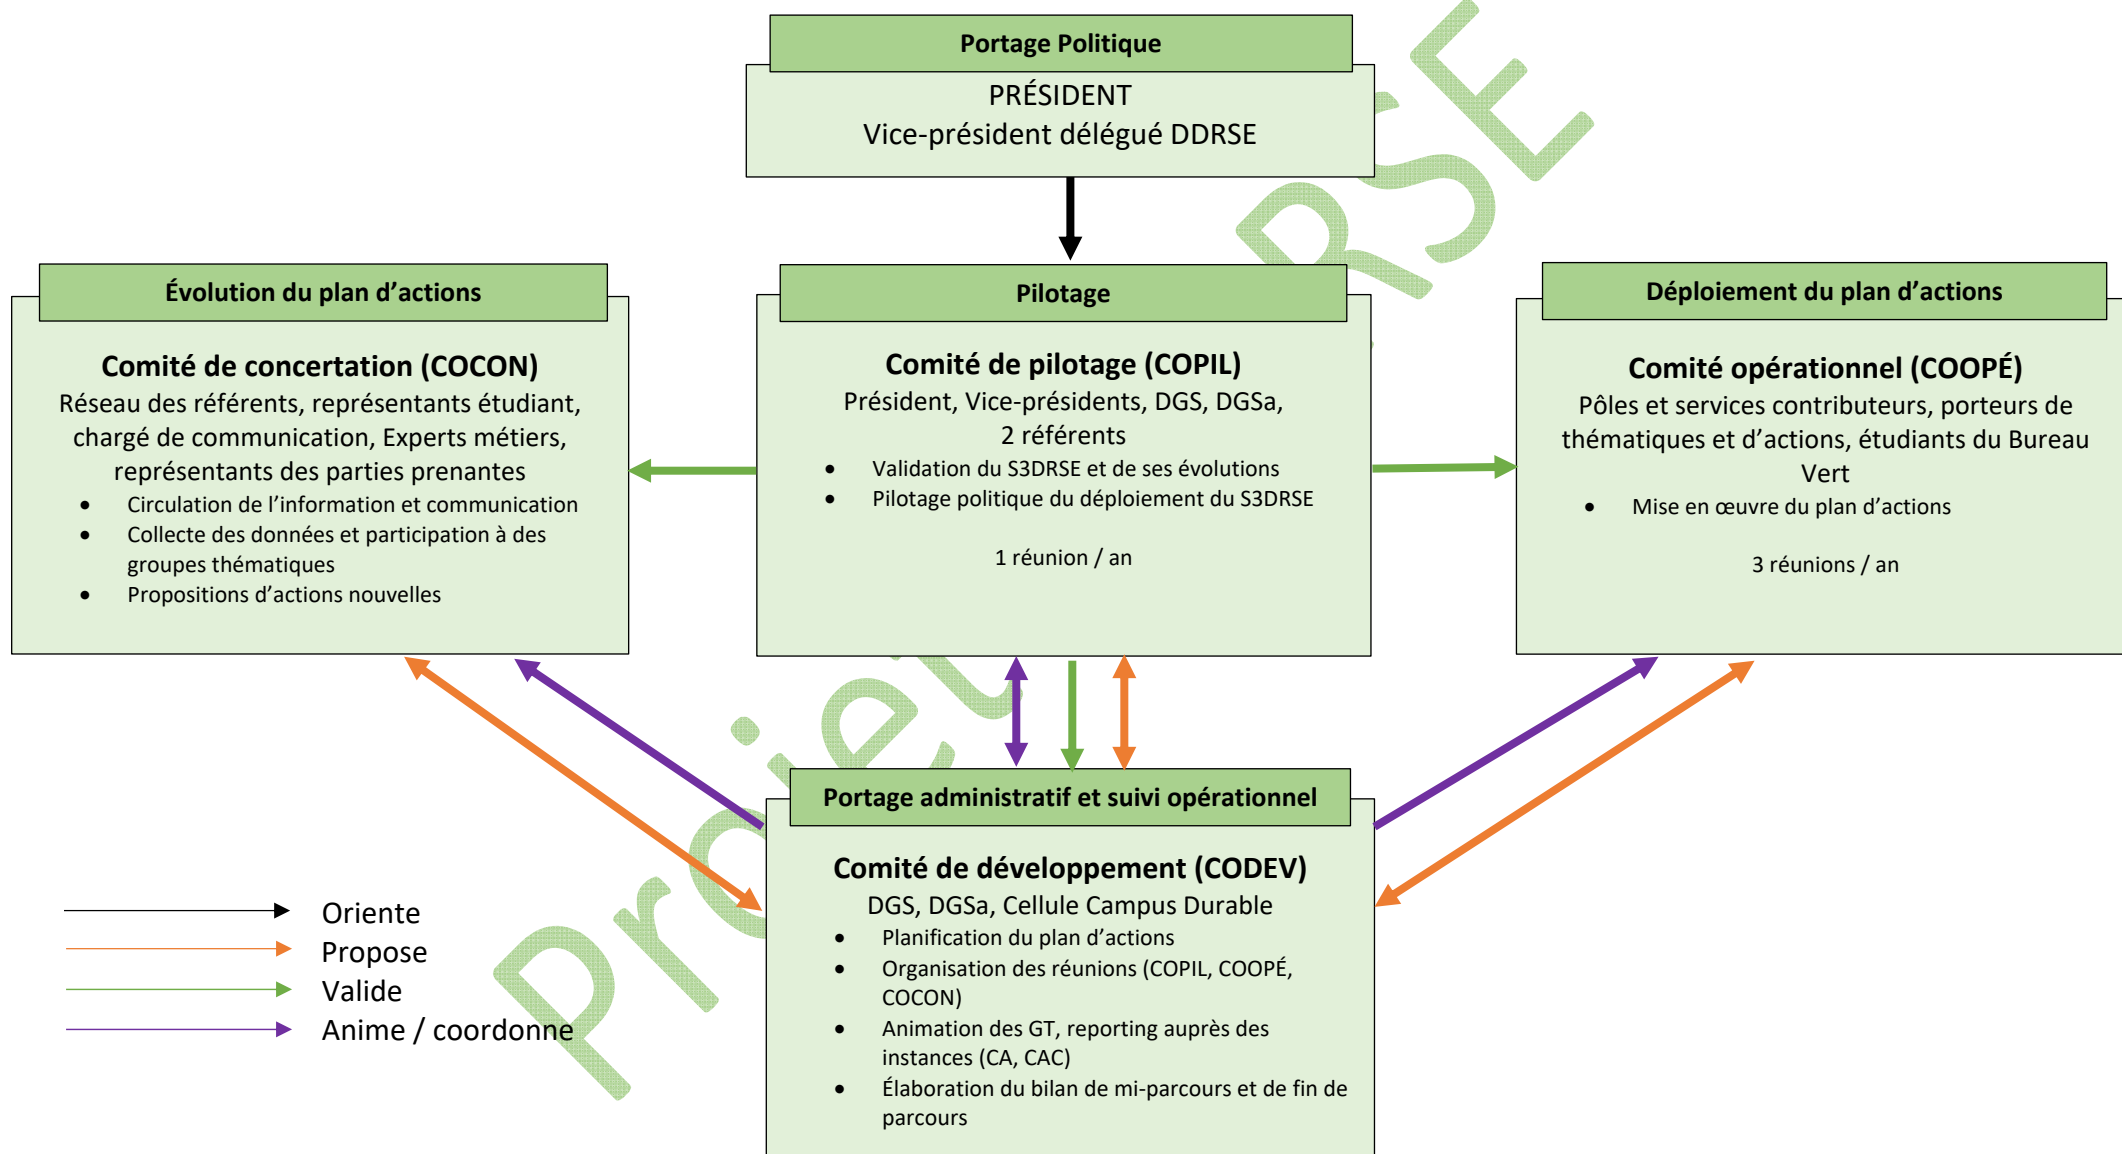 Portage Politique
PRÉSIDENT
Vice-président délégué DDRSE
Évolution du plan d’actions
Comité de concertation (COCON)
Réseau des référents, représentants étudiant,
chargé de communication, Experts métiers,
représentants des parties prenantes
• Circulation de l’information et communication
• Collecte des données et participation à des
groupes thématiques
• Propositions d’actions nouvelles
Pilotage
Comité de pilotage (COPIL)
Président, Vice-présidents, DGS, DGSa,
2 référents
• Validation du S3DRSE et de ses évolutions
• Pilotage politique du déploiement du S3DRSE
1 réunion / an
Déploiement du plan d’actions
Comité opérationnel (COOPÉ)
Pôles et services contributeurs, porteurs de
thématiques et d’actions, étudiants du Bureau
Vert
• Mise en œuvre du plan d’actions
3 réunions / an
Portage administratif et suivi opérationnel
Comité de développement (CODEV)
DGS, DGSa, Cellule Campus Durable
• Planification du plan d’actions
• Organisation des réunions (COPIL, COOPÉ,
COCON)
• Animation des GT, reporting auprès des
instances (CA, CAC)
• Élaboration du bilan de mi-parcours et de fin de
parcours
Oriente
Propose
Valide
Anime / coordonne
Projet